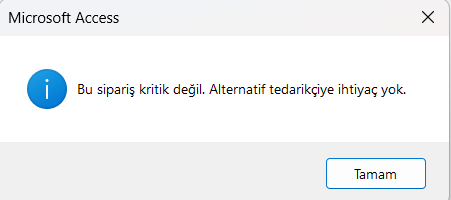 Microsoft Access
Bu sipariş kritik değil. Alternatif tedarikçiye ihtiyaç yok.
Tamam